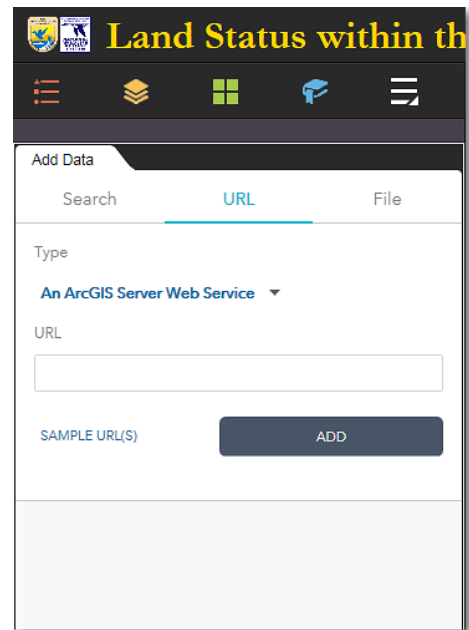 Land Status within th
Add Data
Search URL File
Type
An ArcGIS Server Web Service
URL
SAMPLE URL(S) ADD